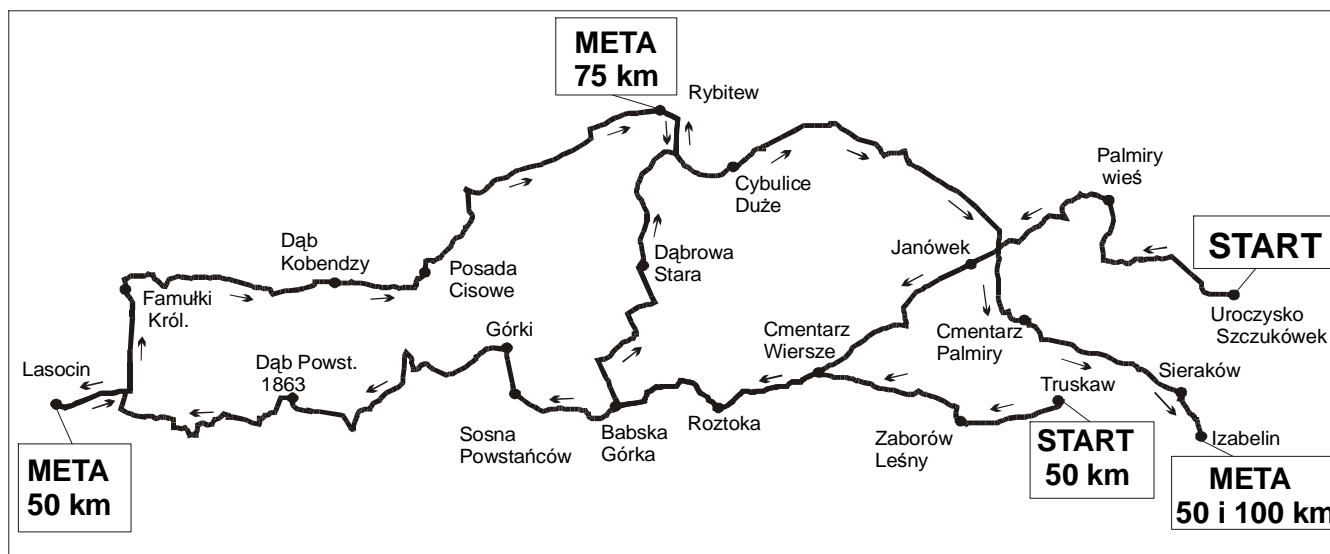 META
75 km
Rybitew
Palmiry
wieś
Cybulice
Duże
START
Dąb
Kobendzy
Posada
Cisowe
Dąbrowa
Stara
Janówek
Famułki
Król.
Uroczysko
Szczukówek
Górki
Cmentarz
Wiersze
Cmentarz
Palmiry
Lasocin
Dąb Powst.
1863
Sieraków
Truskaw
Sosna
Powstańców
Babska
Górka
Roztoka
Zaborów
Leśny
START
50 km
Izabelin
META
50 km
META
50 i 100 km